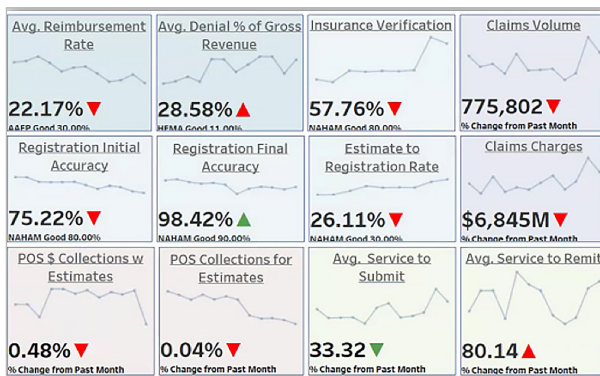 Avg. Reimbursement
Rate
22.17%
AAFP Good 30.00%
Avg. Denial % of Gross
Revenue
28.58%
HFMA Good 11.00%
Insurance Verification
57.76%
NAHAM Good 80.00%
Claims Volume
775,802
% Change from Past Month
Registration Initial
Accuracy
75.22%
NAHAM Good 80.00%
Registration Final
Accuracy
98.42%
NAHAM Good 90.00%
Estimate to
Registration Rate
26.11%
NAHAM Good 30.00%
Claims Charges
$6,845M
% Change from Past Month
POS $ Collections w
Estimates
0.48%
% Change from Past Month
POS Collections for
Estimates
0.04%
% Change from Past Month
Avg. Service to
Submit
33.32
% Change from Past Month
Avg. Service to Remit
80.14
% Change from Past Month